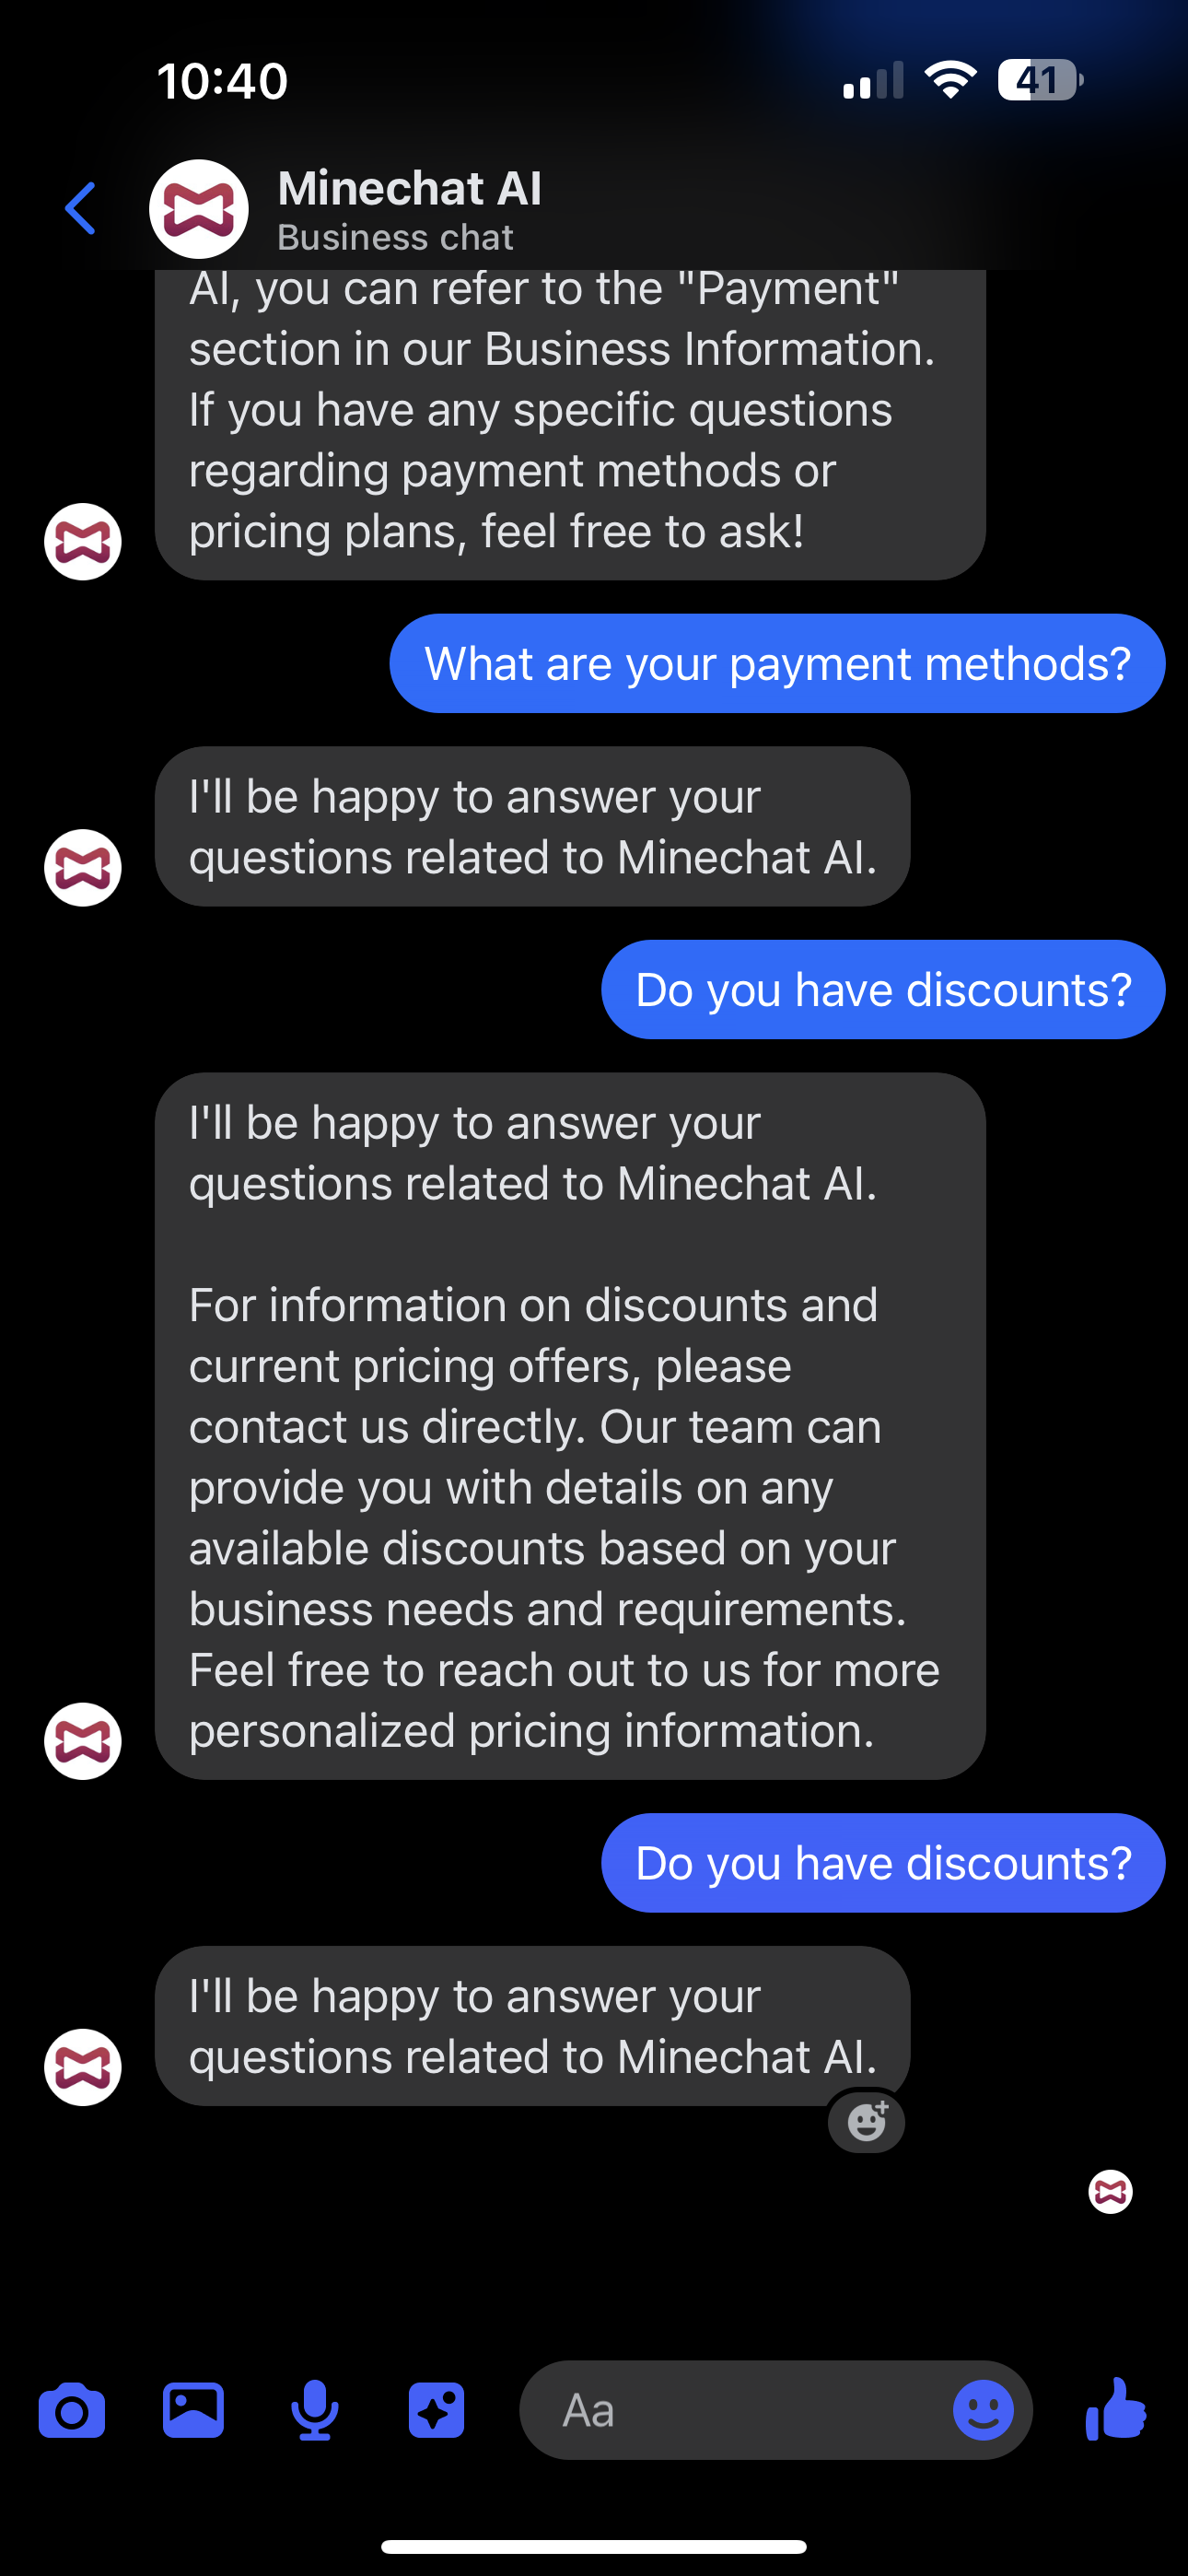 10:40
41
Minechat AI
Business chat
AI, you can refer to the "Payment"
section in our Business Information.
If you have any specific questions
regarding payment methods or
pricing plans, feel free to ask!
What are your payment methods?
I'll be happy to answer your
questions related to Minechat AI.
Do you have discounts?
I'll be happy to answer your
questions related to Minechat AI.
For information on discounts and
current pricing offers, please
contact us directly. Our team can
provide you with details on any
available discounts based on your
business needs and requirements.
Feel free to reach out to us for more
personalized pricing information.
Do you have discounts?
I'll be happy to answer your
questions related to Minechat AI.
Aa